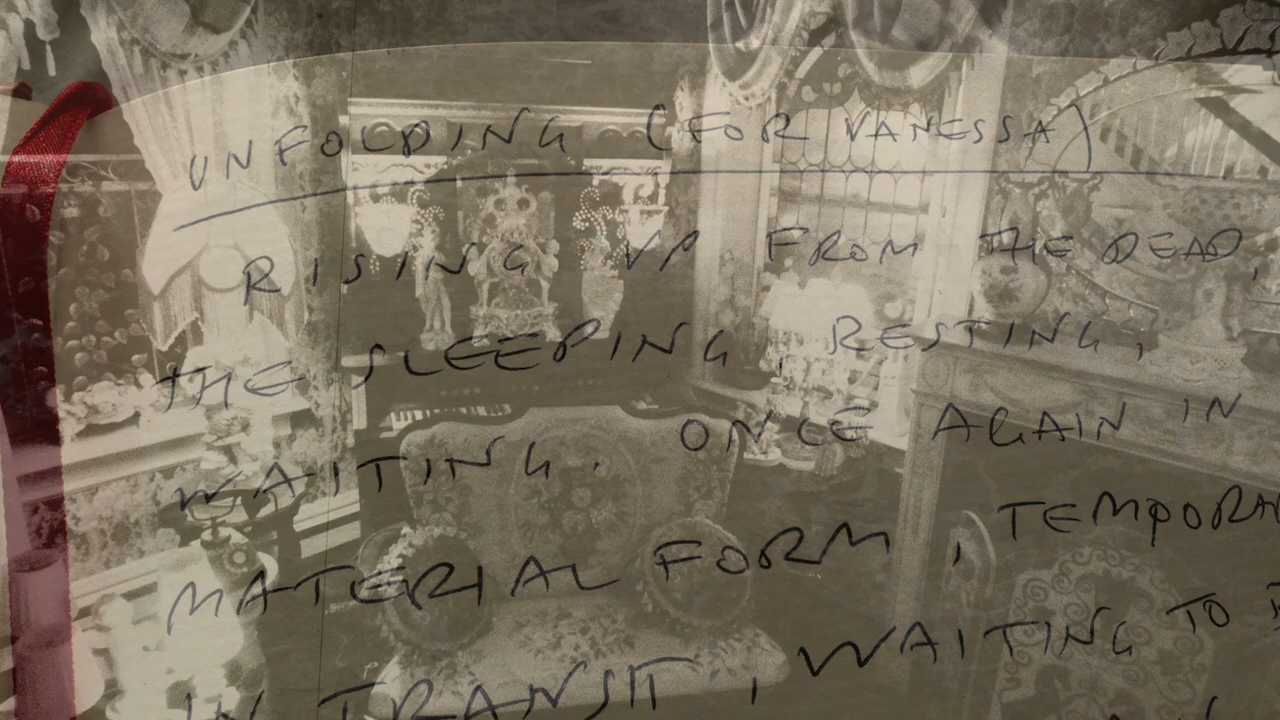 UNFOLDING (FOR VANESSA)
RISING UP FROM THE DEAD,
THE SLEEPING, RESTING,
WAITING. ONCE AGAIN IN
MATERIAL FORM, TEMPORA
IN TRANSIT, WAITING TO